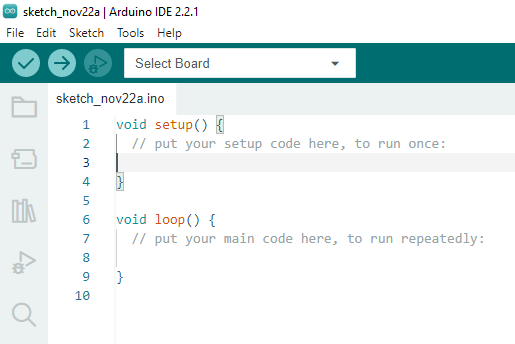 sketch_nov22a | Arduino IDE 2.2.1
File Edit Sketch Tools Help
Select Board
sketch_nov22a.ino
1 void setup() {
2 // put your setup code here, to run once:
3
4 }
5
6 void loop() {
7 // put your main code here, to run repeatedly:
8
9 }
10